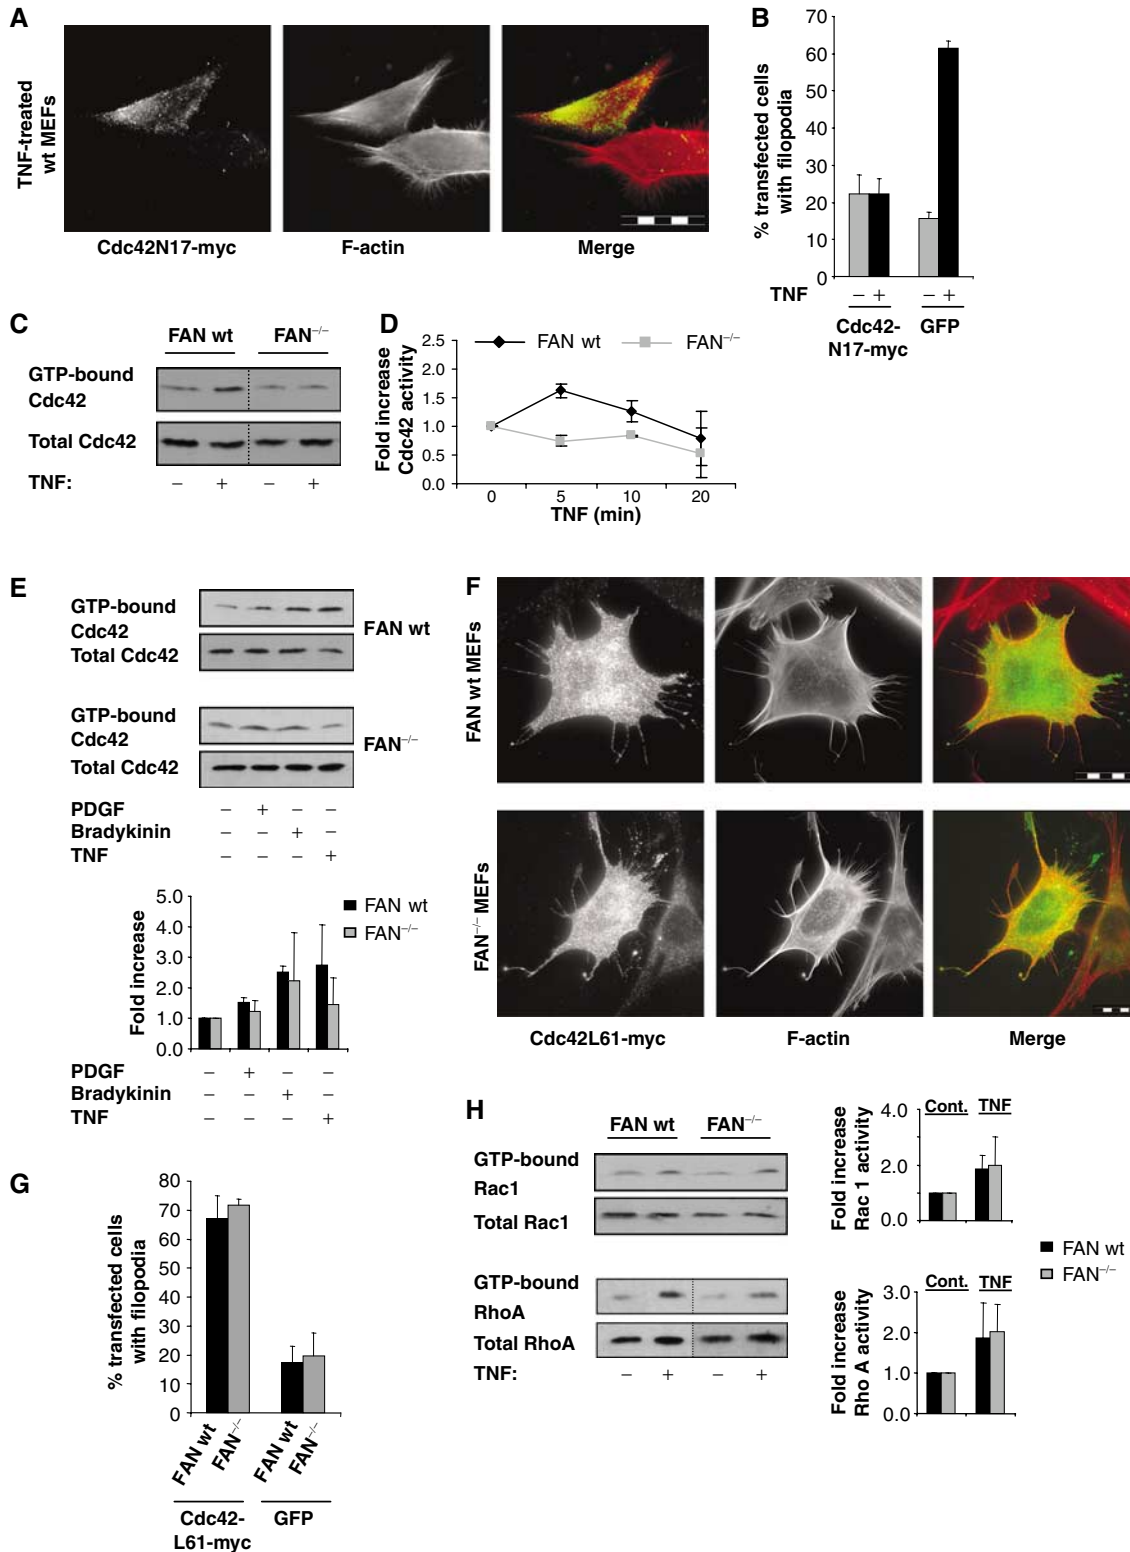 A
TNF-treated
wt MEFs
Cdc42N17-myc
F-actin
Merge
B
% transfected cells
with filopodia
70
60
50
40
30
20
10
0
TNF
– + – +
Cdc42-
N17-myc
GFP
C
FAN wt
FAN–/–
GTP-bound
Cdc42
Total Cdc42
TNF:
– + – +
D
Fold increase
Cdc42 activity
2.5
2.0
1.5
1.0
0.5
0.0
FAN wt
FAN–/–
0 5 10 20
TNF (min)
E
GTP-bound
Cdc42
Total Cdc42
FAN wt
GTP-bound
Cdc42
Total Cdc42
FAN–/–
PDGF – + – –
Bradykinin – – + –
TNF – – – +
Fold increase
5.0
4.0
3.0
2.0
1.0
0.0
FAN wt
FAN–/–
PDGF – + – –
Bradykinin – – + –
TNF – – – +
F
FAN wt MEFs
FAN–/– MEFs
Cdc42L61-myc
F-actin
Merge
G
% transfected cells
with filopodia
80
70
60
50
40
30
20
10
0
FAN wt
FAN–/–
FAN wt
FAN–/–
Cdc42-
L61-myc
GFP
H
FAN wt
FAN–/–
GTP-bound
Rac1
Total Rac1
GTP-bound
RhoA
Total RhoA
TNF:
– + – +
Fold increase
Rac 1 activity
4.0
2.0
0.0
Cont.
TNF
FAN wt
FAN–/–
Fold increase
Rho A activity
3.0
2.0
1.0
0.0
Cont.
TNF